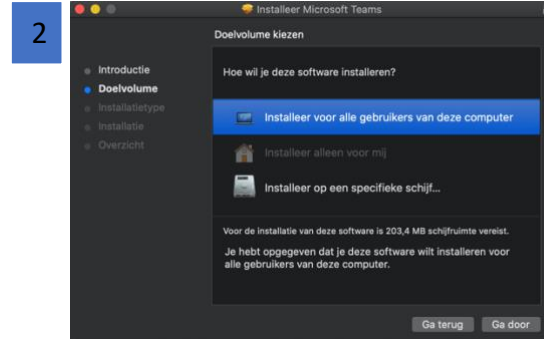 2
Installeer Microsoft Teams
Doelvolume kiezen
Introductie
Doelvolume
Installatietype
Installatie
Overzicht
Hoe wil je deze software installeren?
Installeer voor alle gebruikers van deze computer
Installeer alleen voor mij
Installeer op een specifieke schijf...
Voor de installatie van deze software is 203,4 MB schijfruimte vereist.
Je hebt opgegeven dat je deze software wilt installeren voor
alle gebruikers van deze computer.
Ga terug
Ga door